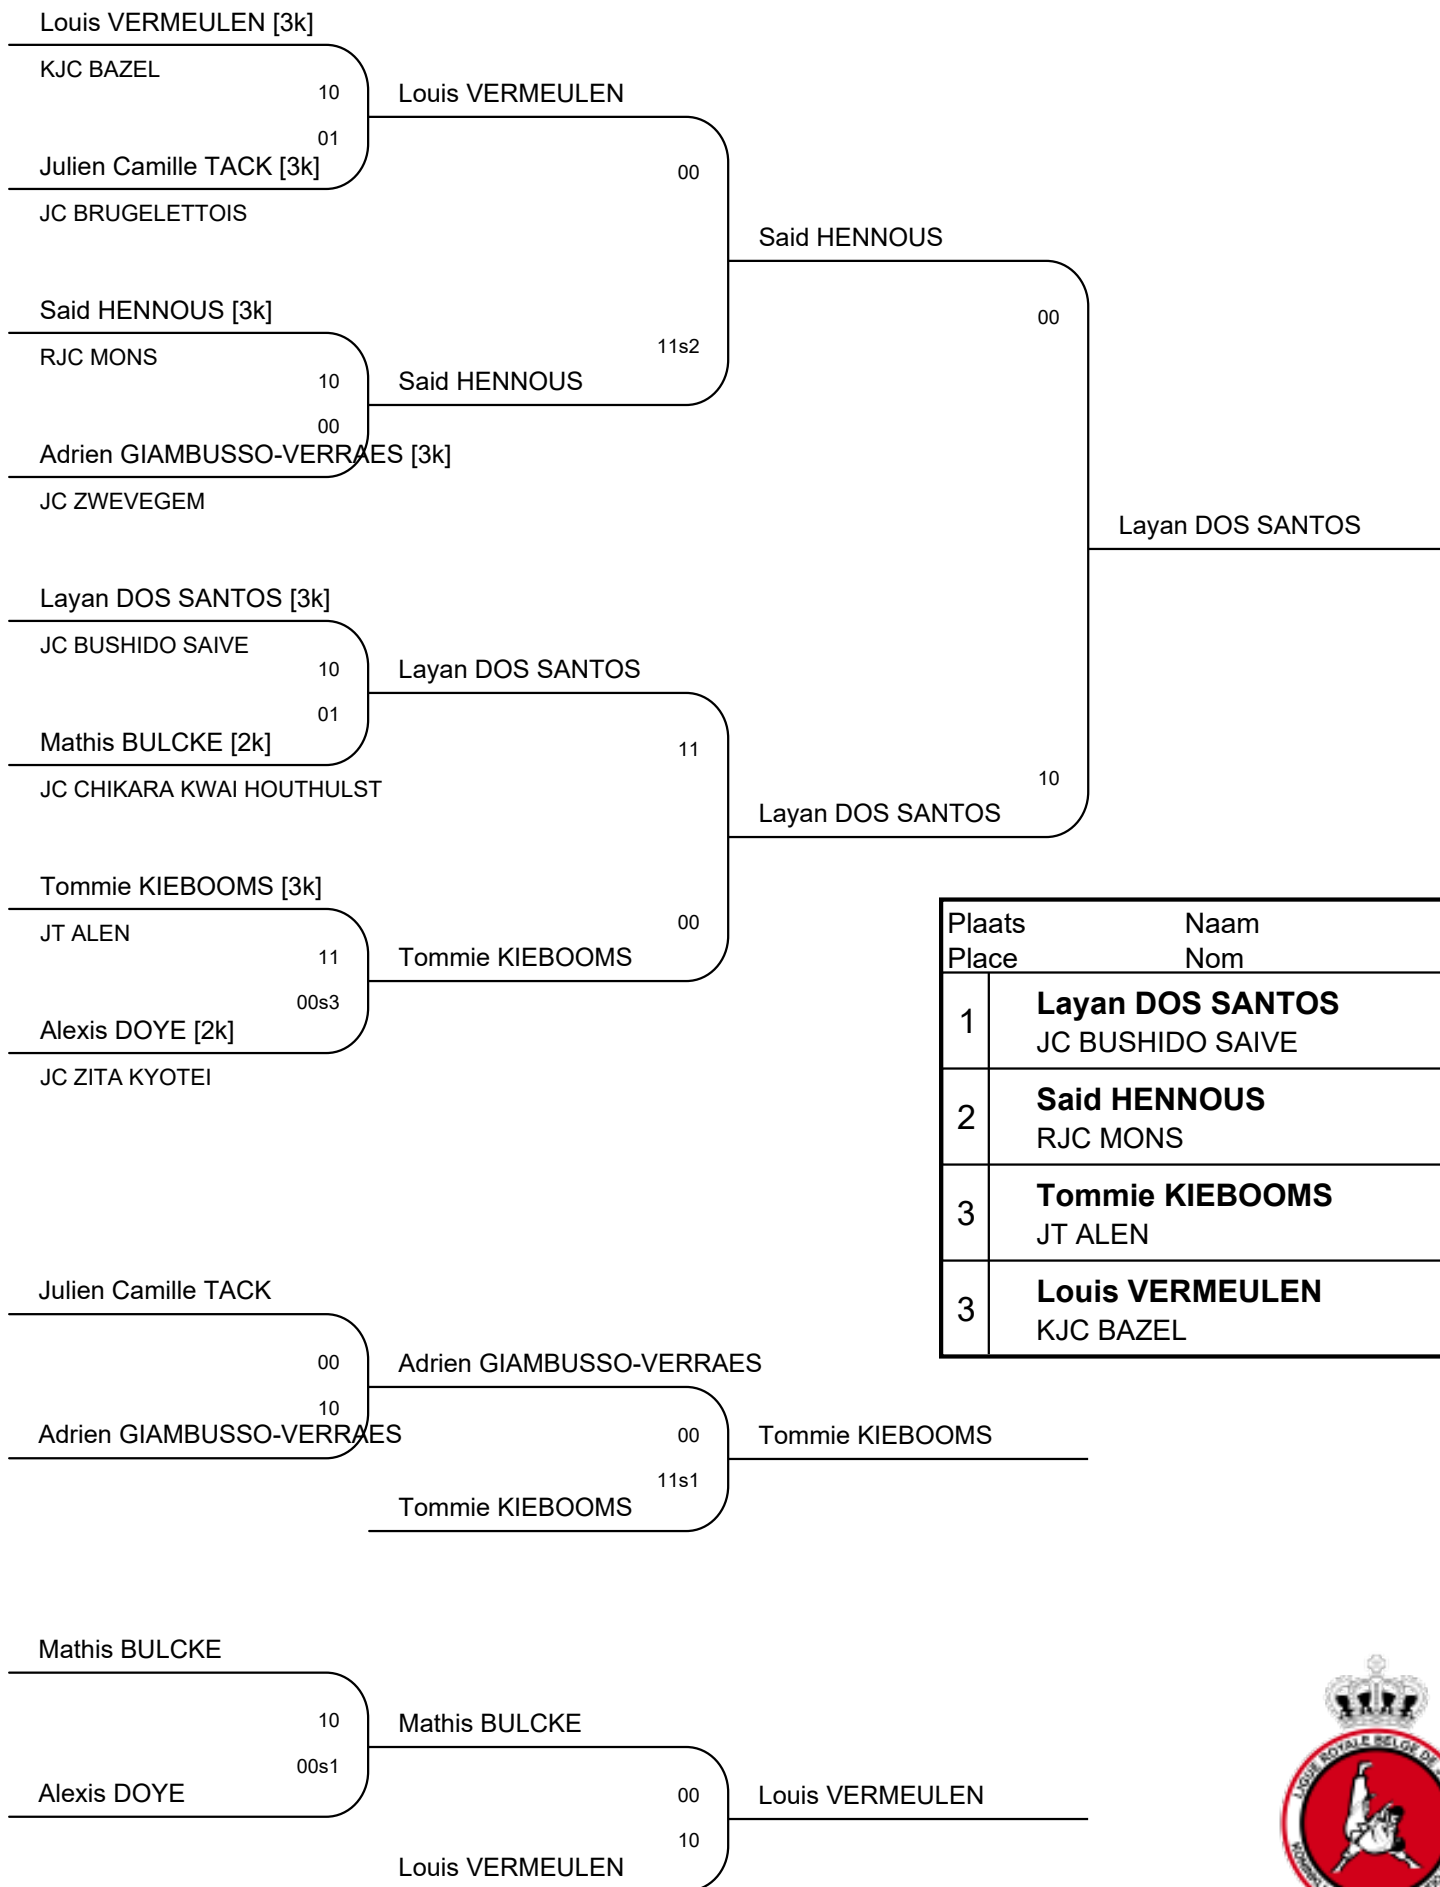 Louis VERMEULEN [3k]
KJC BAZEL
10
Louis VERMEULEN
01
Julien Camille TACK [3k]
00
JC BRUGELETTOIS
Said HENNOUS
Said HENNOUS [3k]
00
RJC MONS
11s2
10
Said HENNOUS
00
Adrien GIAMBUSSO-VERRAES [3k]
JC ZWEVEGEM
Layan DOS SANTOS
Layan DOS SANTOS [3k]
JC BUSHIDO SAIVE
10
Layan DOS SANTOS
01
Mathis BULCKE [2k]
11
JC CHIKARA KWAI HOUTHULST
10
Layan DOS SANTOS
Tommie KIEBOOMS [3k]
JT ALEN
00
11
Tommie KIEBOOMS
00s3
Alexis DOYE [2k]
JC ZITA KYOTEI
Plaats Naam
Place Nom
1 Layan DOS SANTOS
JC BUSHIDO SAIVE
2 Said HENNOUS
RJC MONS
3 Tommie KIEBOOMS
JT ALEN
3 Louis VERMEULEN
KJC BAZEL
Julien Camille TACK
00
Adrien GIAMBUSSO-VERRAES
10
Adrien GIAMBUSSO-VERRAES
00
Tommie KIEBOOMS
11s1
Tommie KIEBOOMS
Mathis BULCKE
10
Mathis BULCKE
00s1
Alexis DOYE
00
Louis VERMEULEN
10
Louis VERMEULEN
LIGUE ROYALE BELGE DE